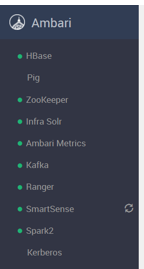 Ambari
HBase
Pig
ZooKeeper
Infra Solr
Ambari Metrics
Kafka
Ranger
SmartSense
Spark2
Kerberos